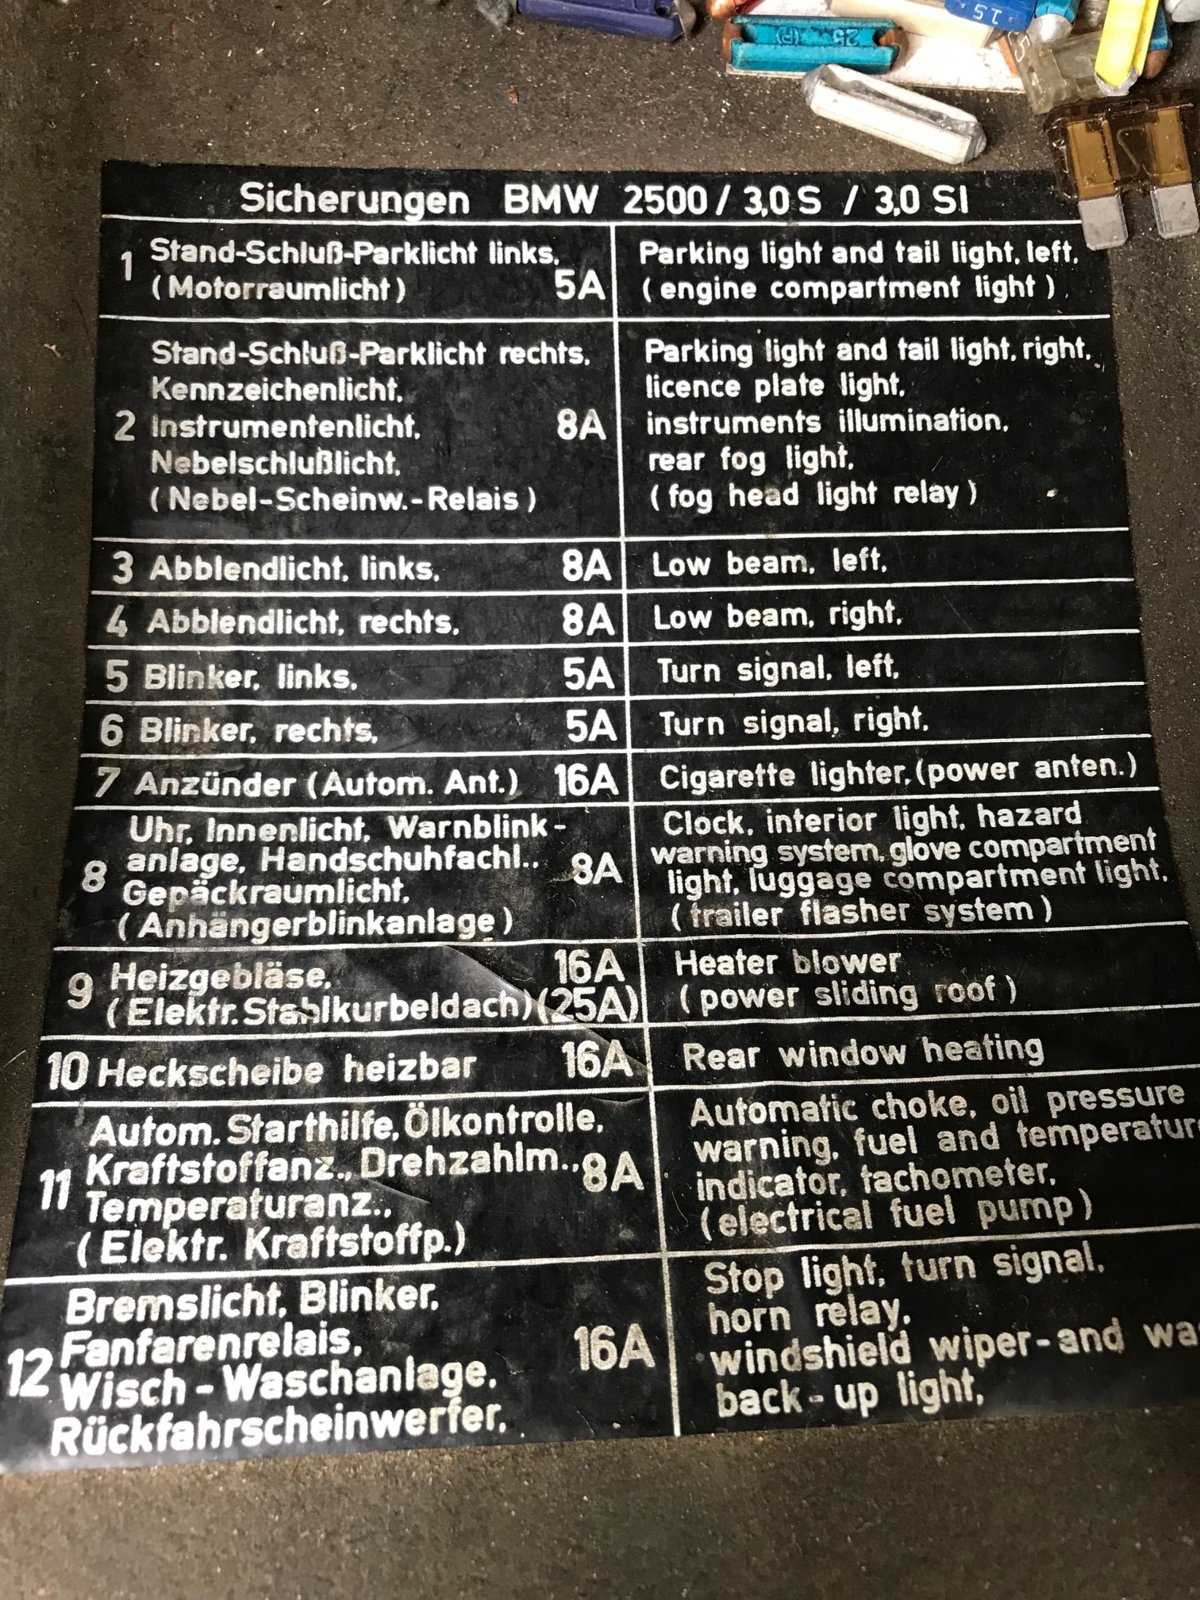 25
15
Sicherungen BMW 2500 / 3,0 S / 3,0 SI
1 Stand-Schluß-Parklicht links,
(Motorraumlicht) 5A
Parking light and tail light, left,
(engine compartment light)
2 Stand-Schluß-Parklicht rechts,
Kennzeichenlicht,
Instrumentenlicht, 8A
Nebelschlußlicht,
(Nebel-Scheinw.-Relais)
Parking light and tail light, right,
licence plate light,
instruments illumination,
rear fog light,
(fog head light relay)
3 Abblendlicht, links, 8A Low beam, left,
4 Abblendlicht, rechts, 8A Low beam, right,
5 Blinker, links, 5A Turn signal, left,
6 Blinker, rechts, 5A Turn signal, right,
7 Anzünder (Autom. Ant.) 16A Cigarette lighter, (power anten.)
8 Uhr, Innenlicht, Warnblink-
anlage, Handschuhfachl., 8A
Gepäckraumlicht,
(Anhängerblinkanlage)
Clock, interior light, hazard
warning system, glove compartment
light, luggage compartment light,
(trailer flasher system)
9 Heizgebläse, 16A
(Elektr. Stahlkurbeldach) (25A)
Heater blower
(power sliding roof)
10 Heckscheibe heizbar 16A Rear window heating
11 Autom. Starthilfe, Ölkontrolle,
Kraftstoffanz., Drehzahlm., 8A
Temperaturanz.,
(Elektr. Kraftstoffp.)
Automatic choke, oil pressure
warning, fuel and temperatur
indicator, tachometer,
(electrical fuel pump)
12 Bremslicht, Blinker,
Fanfarenrelais, 16A
Wisch-Waschanlage,
Rückfahrscheinwerfer,
Stop light, turn signal,
horn relay,
windshield wiper-and wa
back-up light,